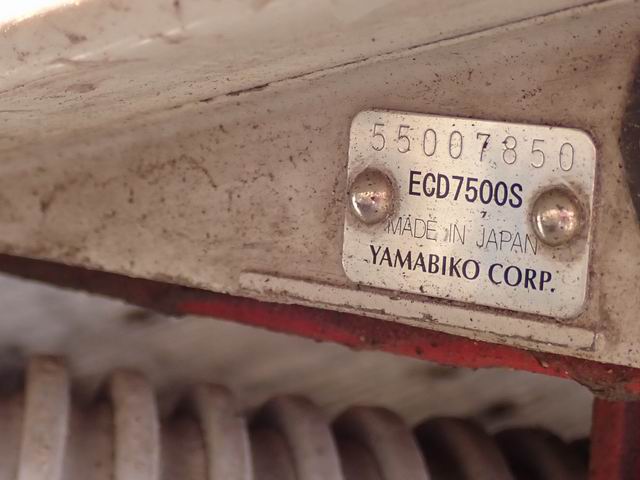 55007850
ECD7500S
MADE IN JAPAN
YAMABIKO CORP.